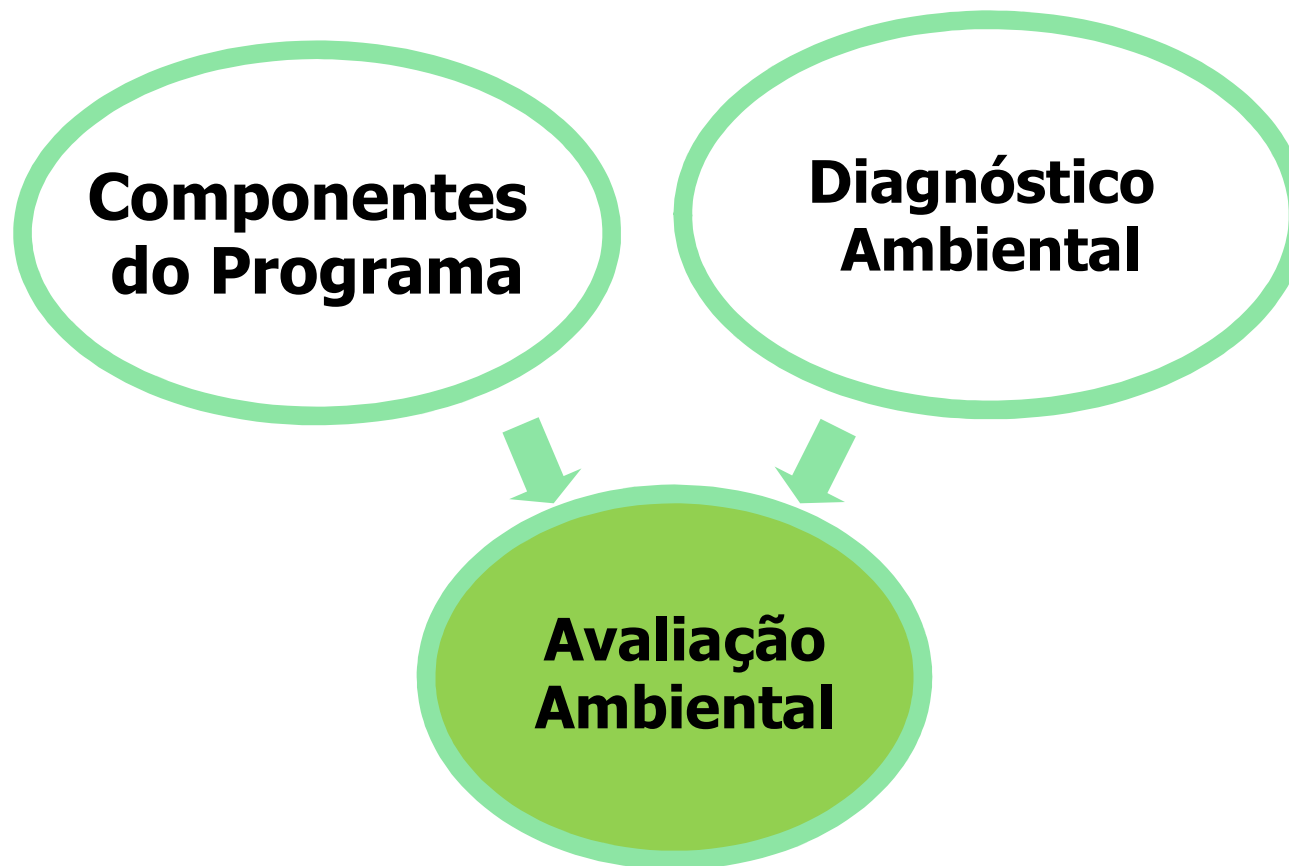 Componentes
do Programa
Diagnóstico
Ambiental
Avaliação
Ambiental